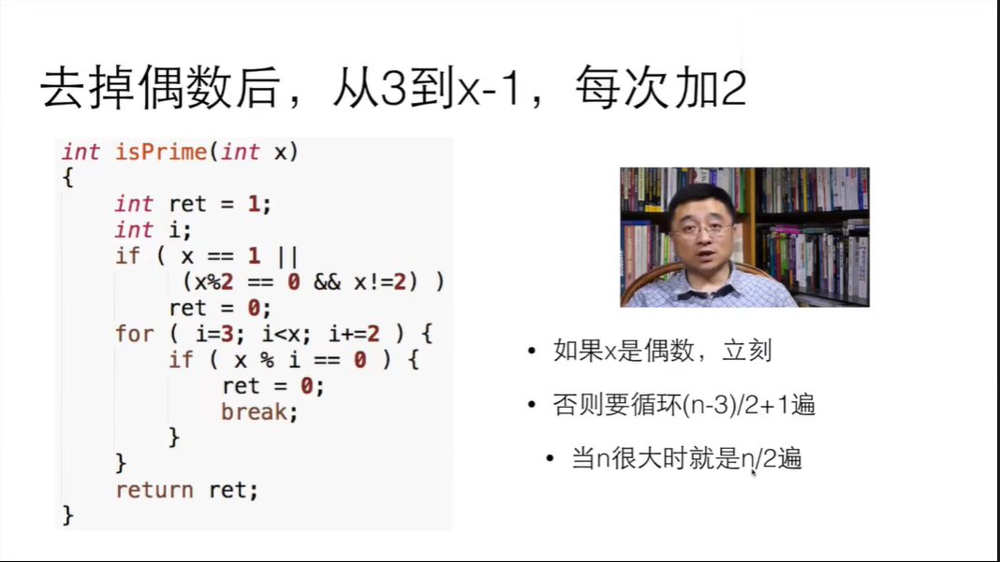 去掉偶数后，从3到x-1，每次加2
int isPrime(int x)
{
int ret = 1;
int i;
if ( x == 1 ||
(x%2 == 0 && x!=2) )
ret = 0;
for ( i=3; i<x; i+=2 ) {
if ( x % i == 0 ) {
ret = 0;
break;
}
}
return ret;
}
• 如果x是偶数，立刻
• 否则要循环(n-3)/2+1遍
• 当n很大时就是n/2遍